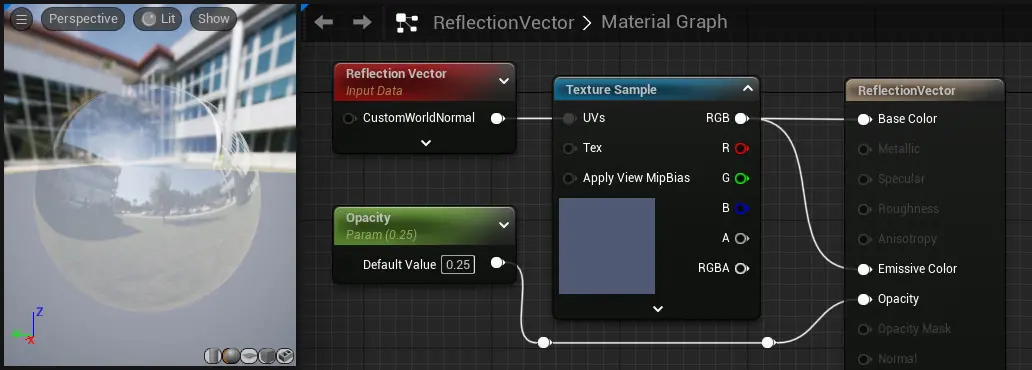 Perspective
Lit
Show
ReflectionVector > Material Graph
Reflection Vector
Input Data
CustomWorldNormal
Opacity
Param (0.25)
Default Value 0.25
Texture Sample
UVs
RGB
Tex
R
Apply View MipBias
G
B
A
RGBA
ReflectionVector
Base Color
Metallic
Specular
Roughness
Anisotropy
Emissive Color
Opacity
Opacity Mask
Normal
Z
X